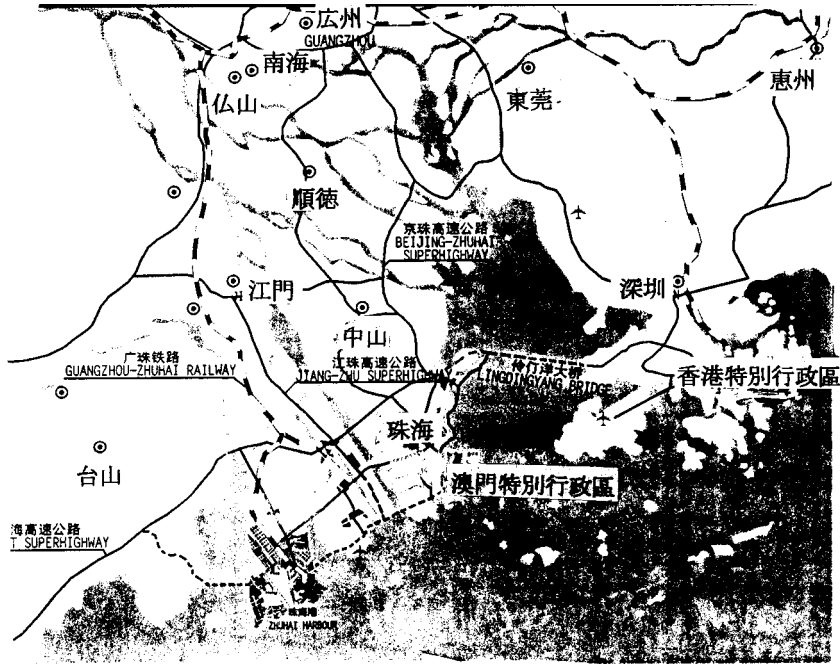 広州
GUANGZHOU
南海
仏山
東莞
恵州
順徳
京珠高速公路
BEIJING-ZHUHAI
SUPERHIGHWAY
江門
深圳
中山
广珠铁路
GUANGZHOU-ZHUHAI RAILWAY
江珠高速公路
JIANG-ZHU SUPERHIGHWAY
LINGDINGYANG BRIDGE
香港特別行政區
珠海
台山
澳門特別行政區
海高速公路
T SUPERHIGHWAY
珠海港
ZHUHAI HARBOUR